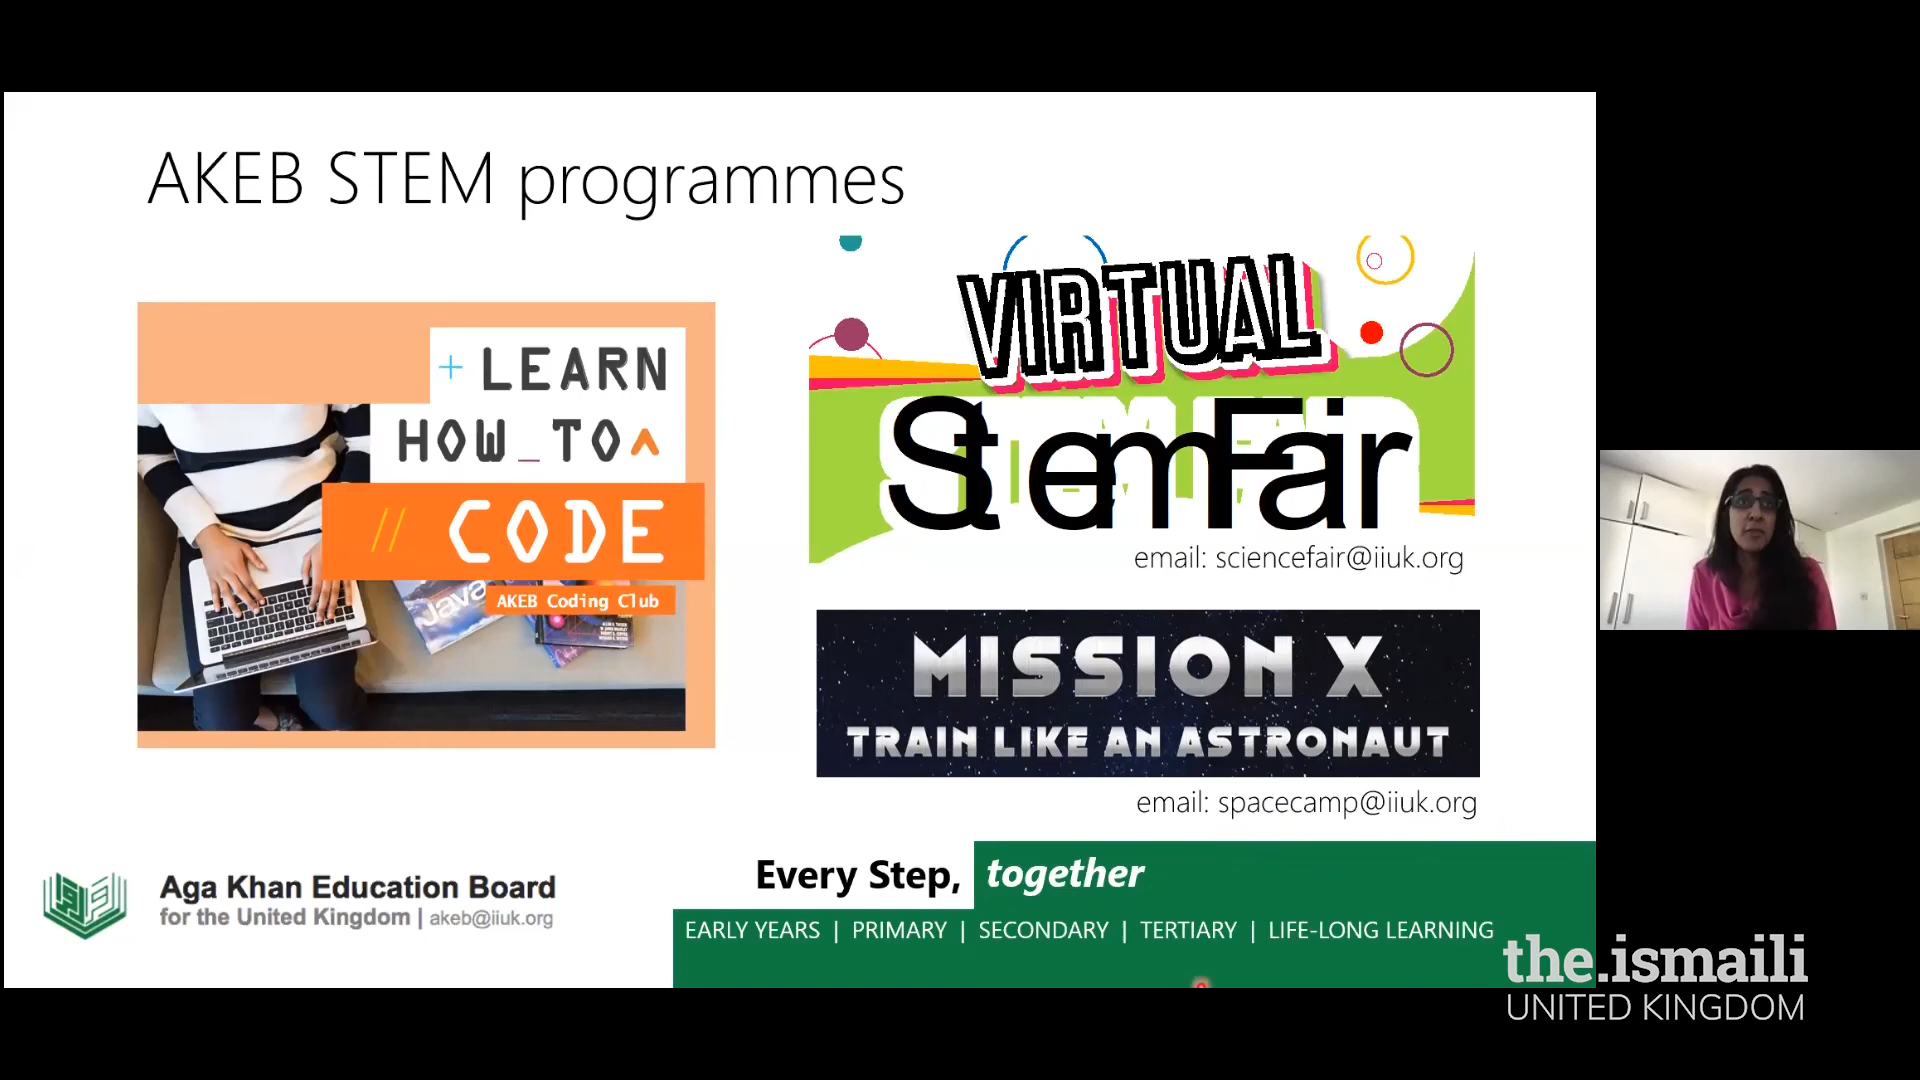 AKEB STEM programmes
+ LEARN
HOW_TO^
// CODE
AKEB Coding Club
Java
VIRTUAL
Stem Fair
email: sciencefair@iiuk.org
MISSION X
TRAIN LIKE AN ASTRONAUT
email: spacecamp@iiuk.org
Aga Khan Education Board
for the United Kingdom | akeb@iiuk.org
Every Step, together
EARLY YEARS | PRIMARY | SECONDARY | TERTIARY | LIFE-LONG LEARNING
the.ismaili
UNITED KINGDOM